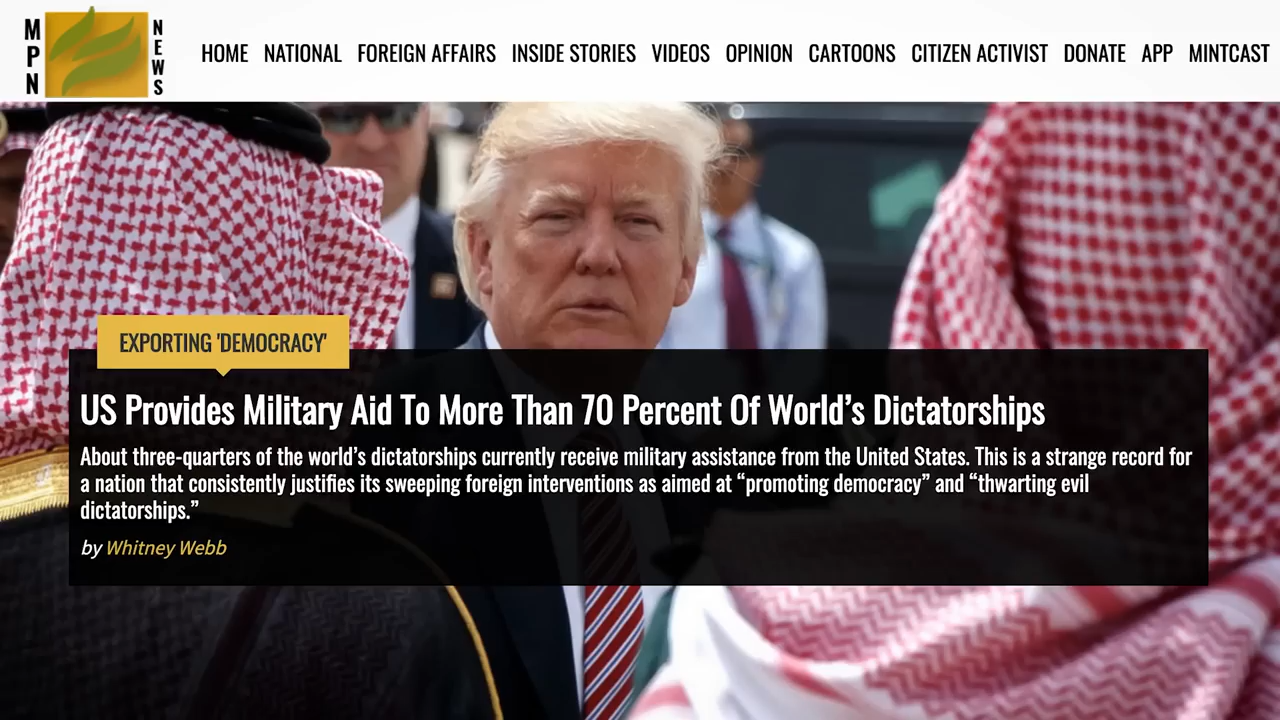 MPN
NEWS
HOME NATIONAL FOREIGN AFFAIRS INSIDE STORIES VIDEOS OPINION CARTOONS CITIZEN ACTIVIST DONATE APP MINTCAST
EXPORTING 'DEMOCRACY'
US Provides Military Aid To More Than 70 Percent Of World’s Dictatorships
About three-quarters of the world’s dictatorships currently receive military assistance from the United States. This is a strange record for
a nation that consistently justifies its sweeping foreign interventions as aimed at “promoting democracy” and “thwarting evil
dictatorships.”
by Whitney Webb